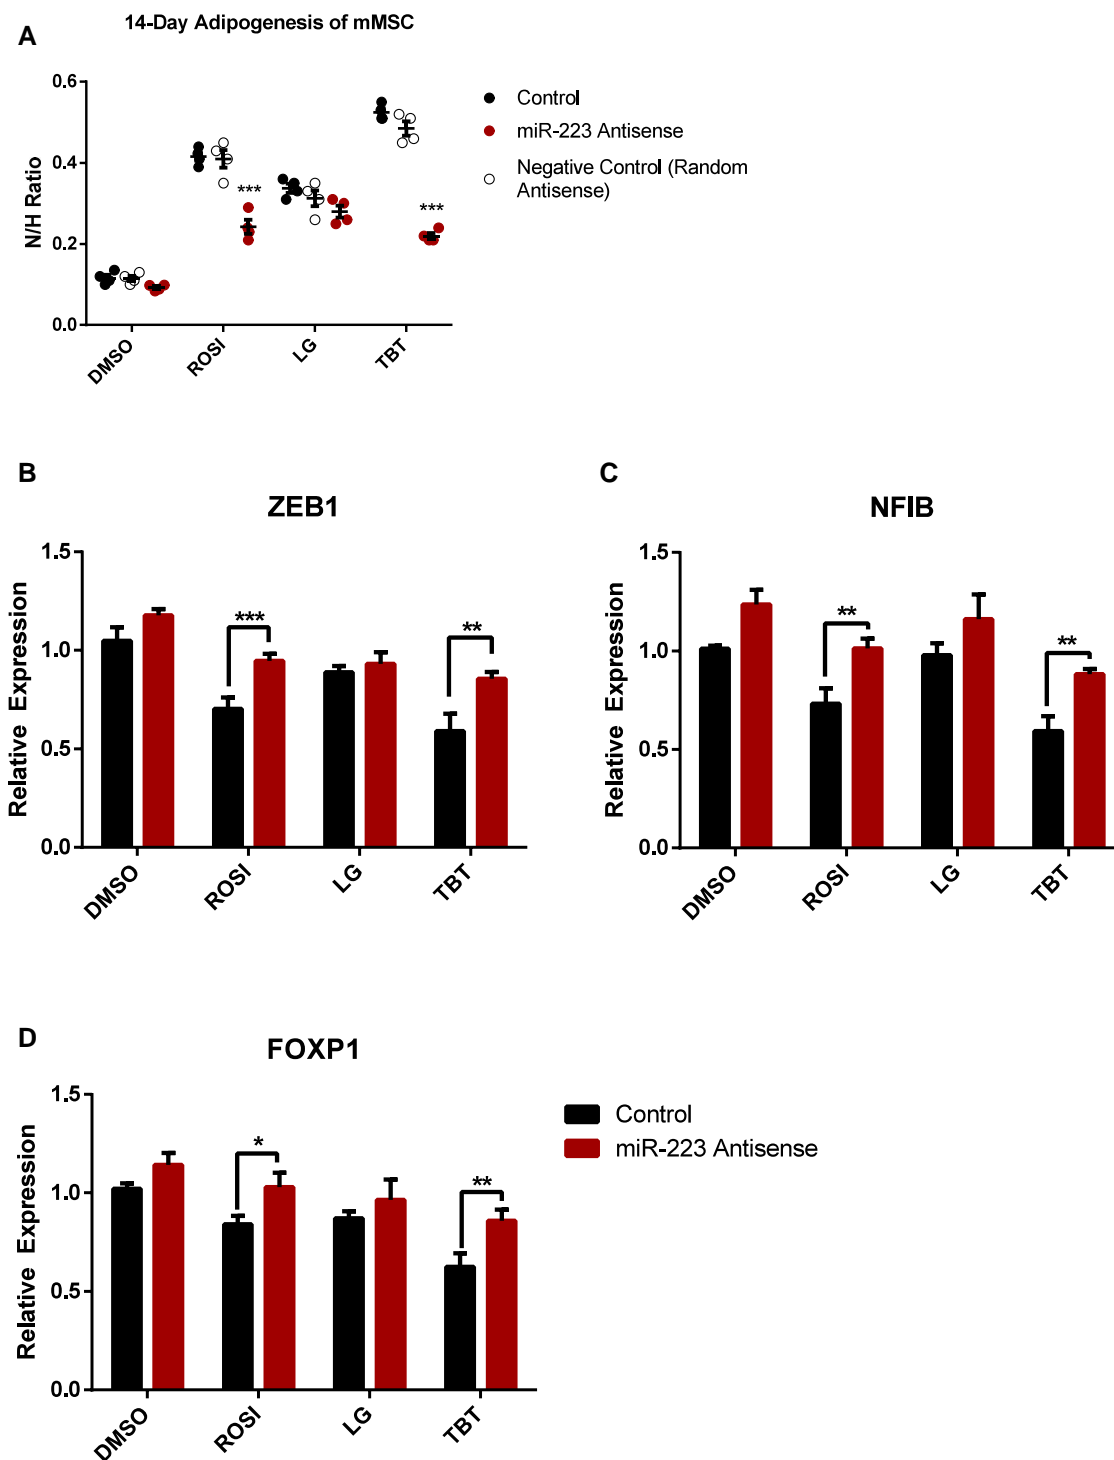 14-Day Adipogenesis of mMSC
A
0.6
0.4
0.2
0.0
N/H Ratio
***
***
DMSO
ROSI
LG
TBT
Control
miR-223 Antisense
Negative Control (Random
Antisense)
B
ZEB1
1.5
1.0
0.5
0.0
Relative Expression
***
**
DMSO
ROSI
LG
TBT
C
NFIB
1.5
1.0
0.5
0.0
Relative Expression
**
**
DMSO
ROSI
LG
TBT
D
FOXP1
1.5
1.0
0.5
0.0
Relative Expression
*
**
DMSO
ROSI
LG
TBT
Control
miR-223 Antisense